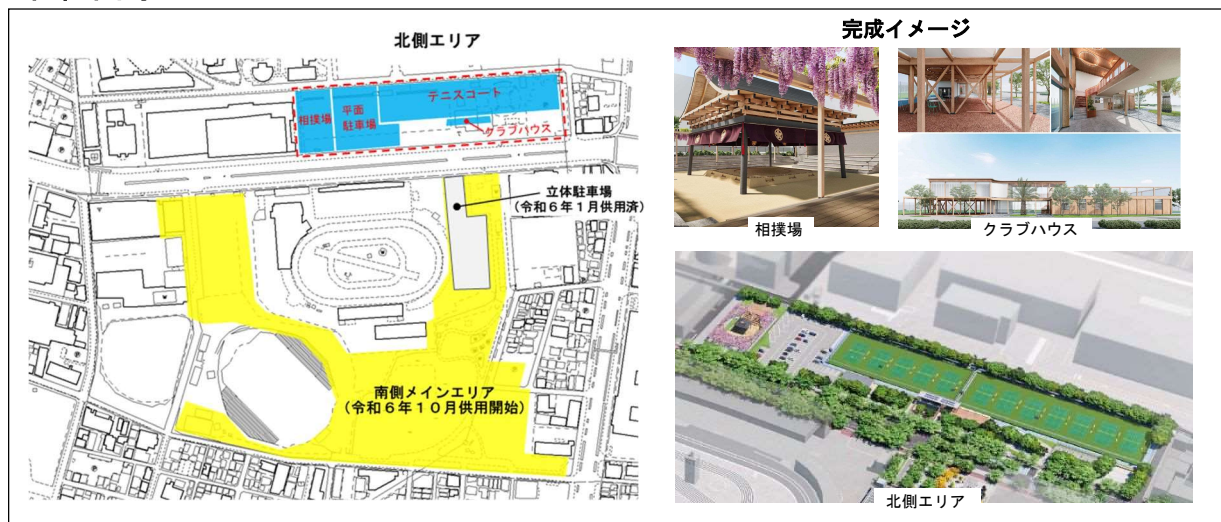 北側エリア
相撲場
平面
駐車場
テニスコート
クラブハウス
立体駐車場
(令和6年1月供用済)
南側メインエリア
(令和6年10月供用開始)
完成イメージ
相撲場
クラブハウス
北側エリア